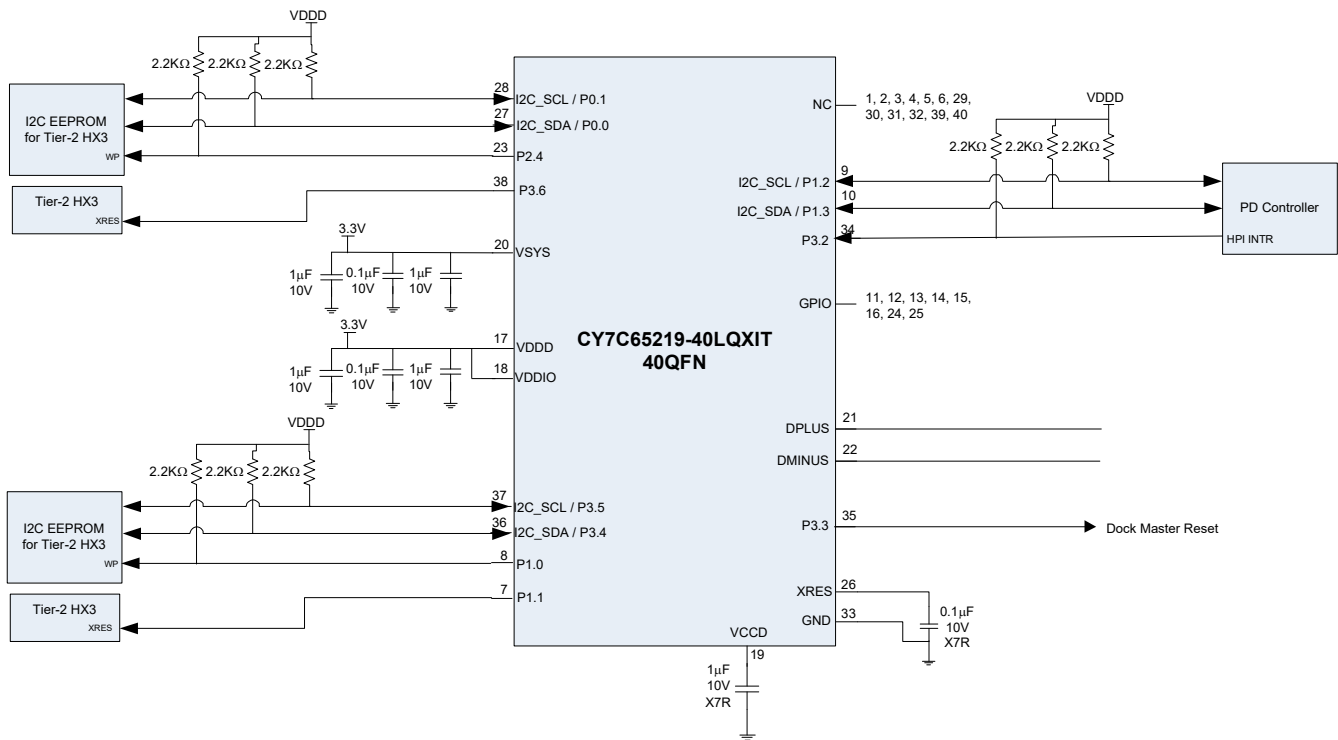 VDDD
2.2KΩ 2.2KΩ 2.2KΩ
I2C EEPROM
for Tier-2 HX3
WP
28
I2C_SCL / P0.1
27
I2C_SDA / P0.0
23
P2.4
Tier-2 HX3
XRES
38
P3.6
3.3V
20
VSYS
1µF
10V
0.1µF
10V
1µF
10V
3.3V
17
VDDD
18
VDDIO
1µF
10V
0.1µF
10V
1µF
10V
VDDD
2.2KΩ 2.2KΩ 2.2KΩ
I2C EEPROM
for Tier-2 HX3
WP
37
I2C_SCL / P3.5
36
I2C_SDA / P3.4
8
P1.0
Tier-2 HX3
XRES
7
P1.1
CY7C65219-40LQXIT
40QFN
NC
1, 2, 3, 4, 5, 6, 29,
30, 31, 32, 39, 40
VDDD
2.2KΩ 2.2KΩ 2.2KΩ
9
I2C_SCL / P1.2
10
I2C_SDA / P1.3
34
P3.2
PD Controller
HPI INTR
GPIO
11, 12, 13, 14, 15,
16, 24, 25
21
DPLUS
22
DMINUS
35
P3.3
Dock Master Reset
26
XRES
33
GND
0.1µF
10V
X7R
VCCD
19
1µF
10V
X7R